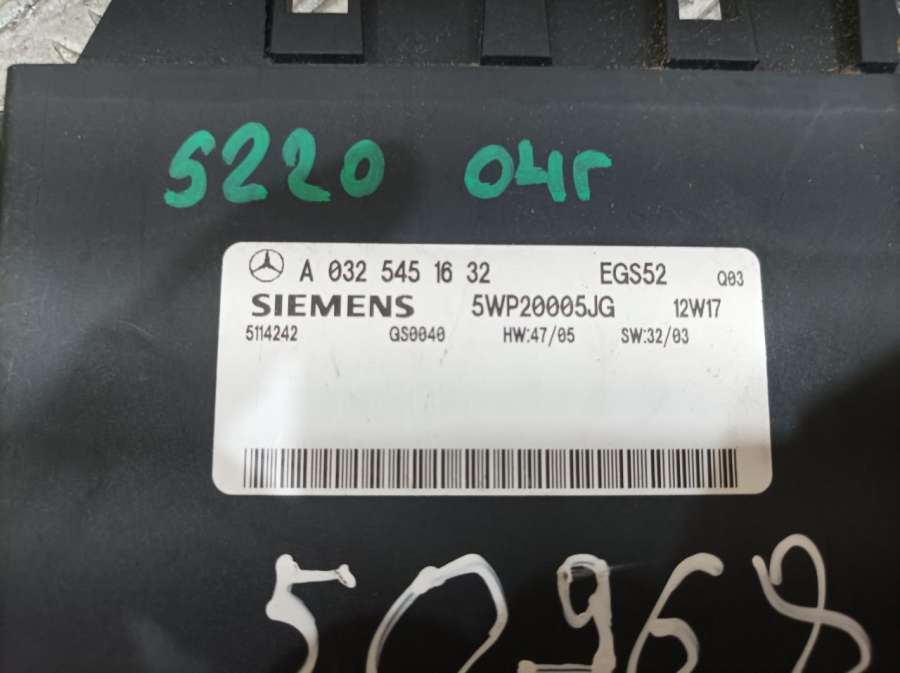 S220 04г
A 032 545 16 32 EGS52 Q03
SIEMENS 5WP20005JG 12W17
5114242 GS0040 HW:47/05 SW:32/03
50968